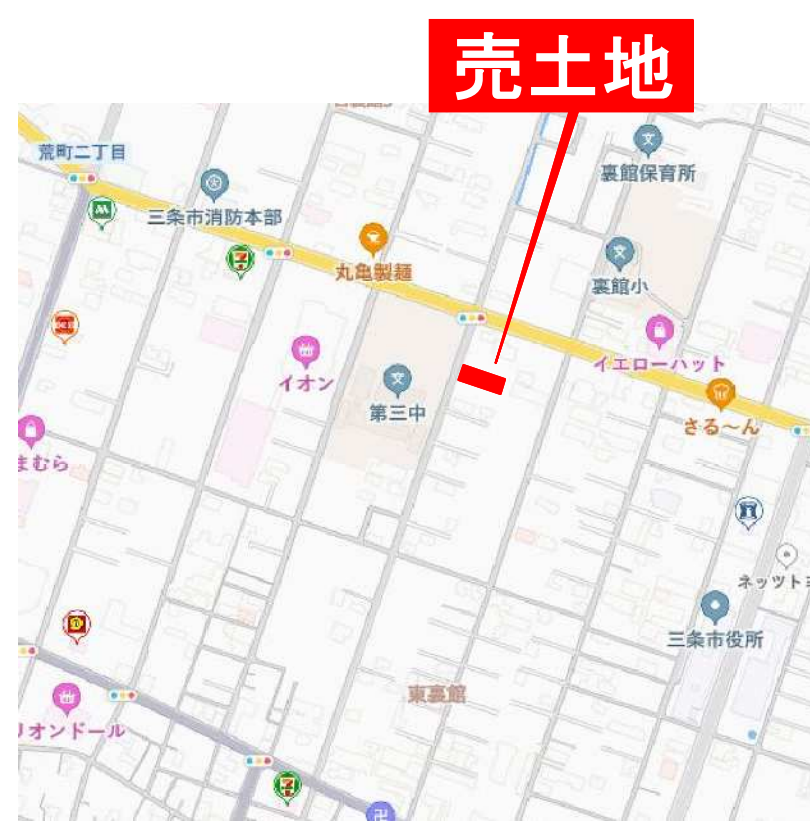 売土地
荒町二丁目
裏館保育所
三条市消防本部
丸亀製麺
裏館小
イエローハット
イオン
第三中
さる~ん
まむら
ネッツト
三条市役所
東裏館
リオンドール